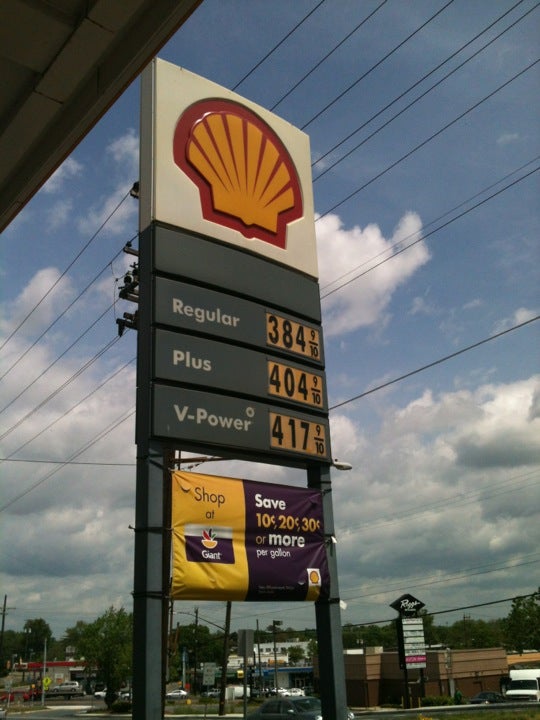 Regular 384 9/10
Plus 404 9/10
V-Power 417 9/10
Shop
at
Giant
Save
10¢, 20¢, 30¢
or more
per gallon